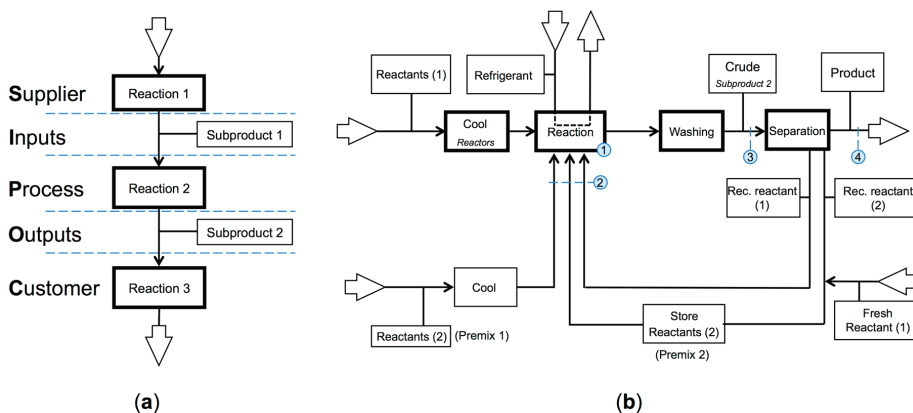 Supplier
Reaction 1
Inputs
Subproduct 1
Process
Reaction 2
Outputs
Subproduct 2
Customer
Reaction 3
(a)
Reactants (1)
Refrigerant
Crude
Subproduct 2
Product
Cool
Reactors
Reaction
Washing
Separation
1
2
3
4
Rec. reactant
(1)
Rec. reactant
(2)
Cool
Reactants (2)
(Premix 1)
Store
Reactants (2)
(Premix 2)
Fresh
Reactant (1)
(b)